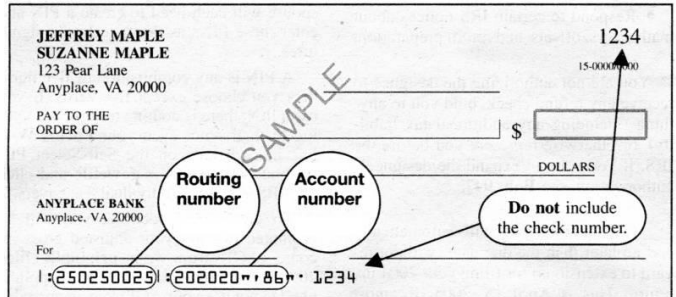 JEFFREY MAPLE
SUZANNE MAPLE
123 Pear Lane
Anyplace, VA 20000
1234
15-0000/0000
PAY TO THE
ORDER OF
$
SAMPLE
DOLLARS
Routing
number
Account
number
ANYPLACE BANK
Anyplace, VA 20000
Do not include
the check number.
For
|:250250025|:202020"'86"' 1234